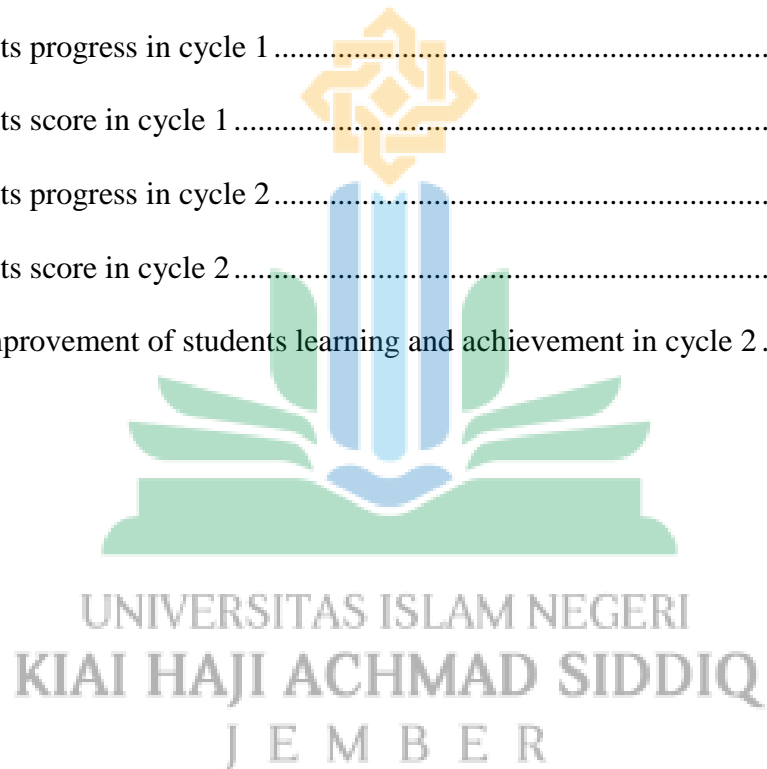 ts progress in cycle 1 ........................................................................
ts score in cycle 1 ........................................................................
ts progress in cycle 2 ........................................................................
ts score in cycle 2 ........................................................................
nprovement of students learning and achievement in cycle 2 .
UNIVERSITAS ISLAM NEGERI
KIAI HAJI ACHMAD SIDDIQ
JEMBER